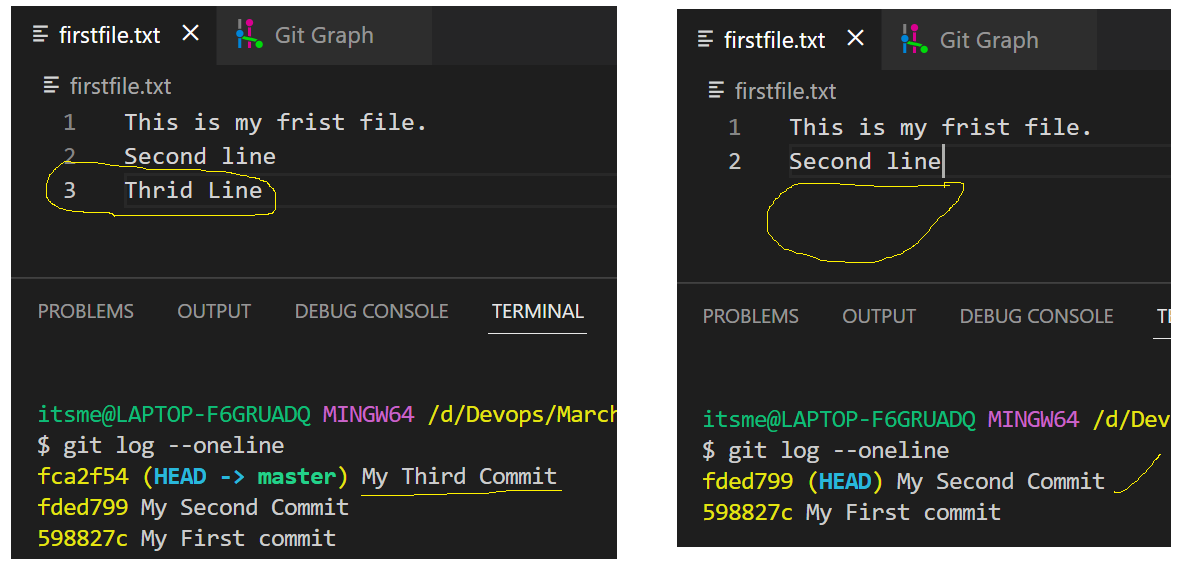 firstfile.txt × Git Graph
firstfile.txt
1 This is my frist file.
2 Second line
3 Thrid Line
PROBLEMS OUTPUT DEBUG CONSOLE TERMINAL
itsme@LAPTOP-F6GRUADQ MINGW64 /d/Devops/March
$ git log --oneline
fca2f54 (HEAD -> master) My Third Commit
fded799 My Second Commit
598827c My First commit
firstfile.txt × Git Graph
firstfile.txt
1 This is my frist file.
2 Second line
PROBLEMS OUTPUT DEBUG CONSOLE
itsme@LAPTOP-F6GRUADQ MINGW64 /d/Dev
$ git log --oneline
fded799 (HEAD) My Second Commit
598827c My First commit